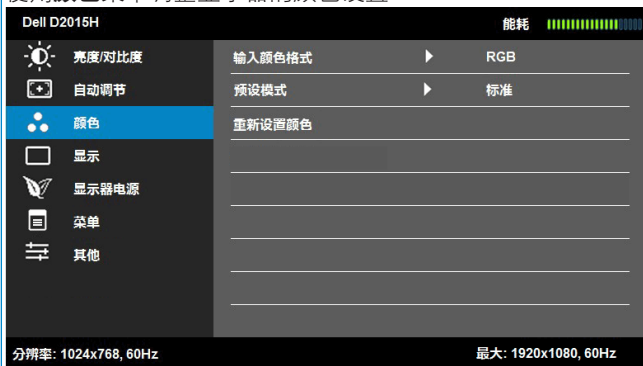 Dell D2015H 能耗
亮度/对比度 输入颜色格式 RGB
自动调节 预设模式 标准
颜色 重新设置颜色
显示
显示器电源
菜单
其他
分辨率: 1024x768, 60Hz 最大: 1920x1080, 60Hz